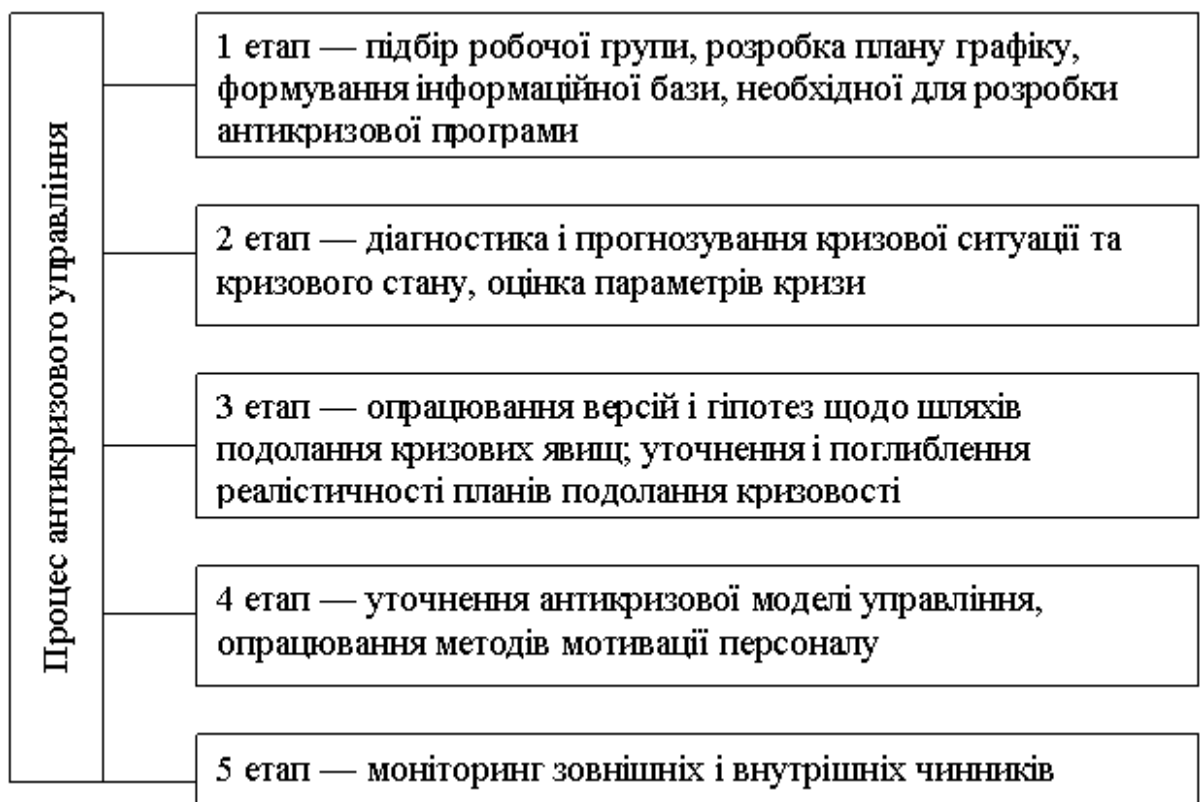 Процес антикризового управління
1 етап — підбір робочої групи, розробка плану графіку,
формування інформаційної бази, необхідної для розробки
антикризової програми
2 етап — діагностика і прогнозування кризової ситуації та
кризового стану, оцінка параметрів кризи
3 етап — опрацювання версій і гіпотез щодо шляхів
подолання кризових явищ; уточнення і поглиблення
реалістичності планів подолання кризовості
4 етап — уточнення антикризової моделі управління,
опрацювання методів мотивації персоналу
5 етап — моніторинг зовнішніх і внутрішніх чинників